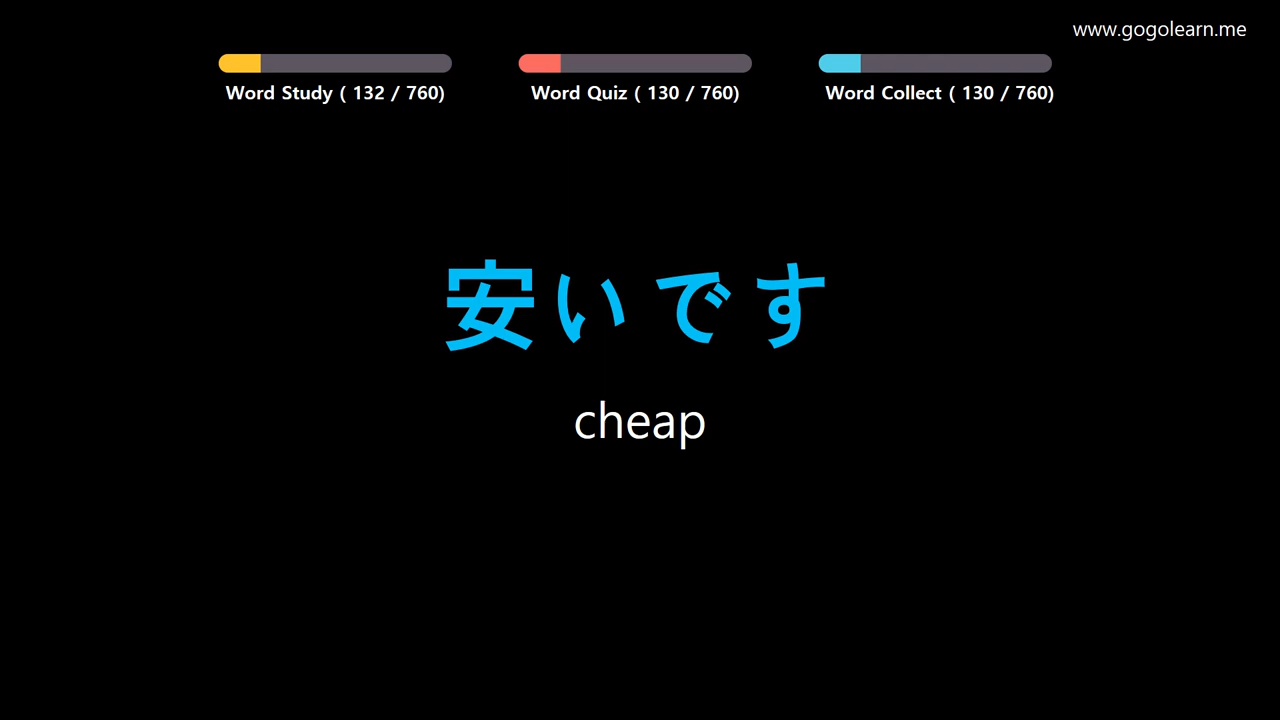 www.gogolearn.me
Word Study ( 132 / 760)
Word Quiz ( 130 / 760)
Word Collect ( 130 / 760)
安いです
cheap